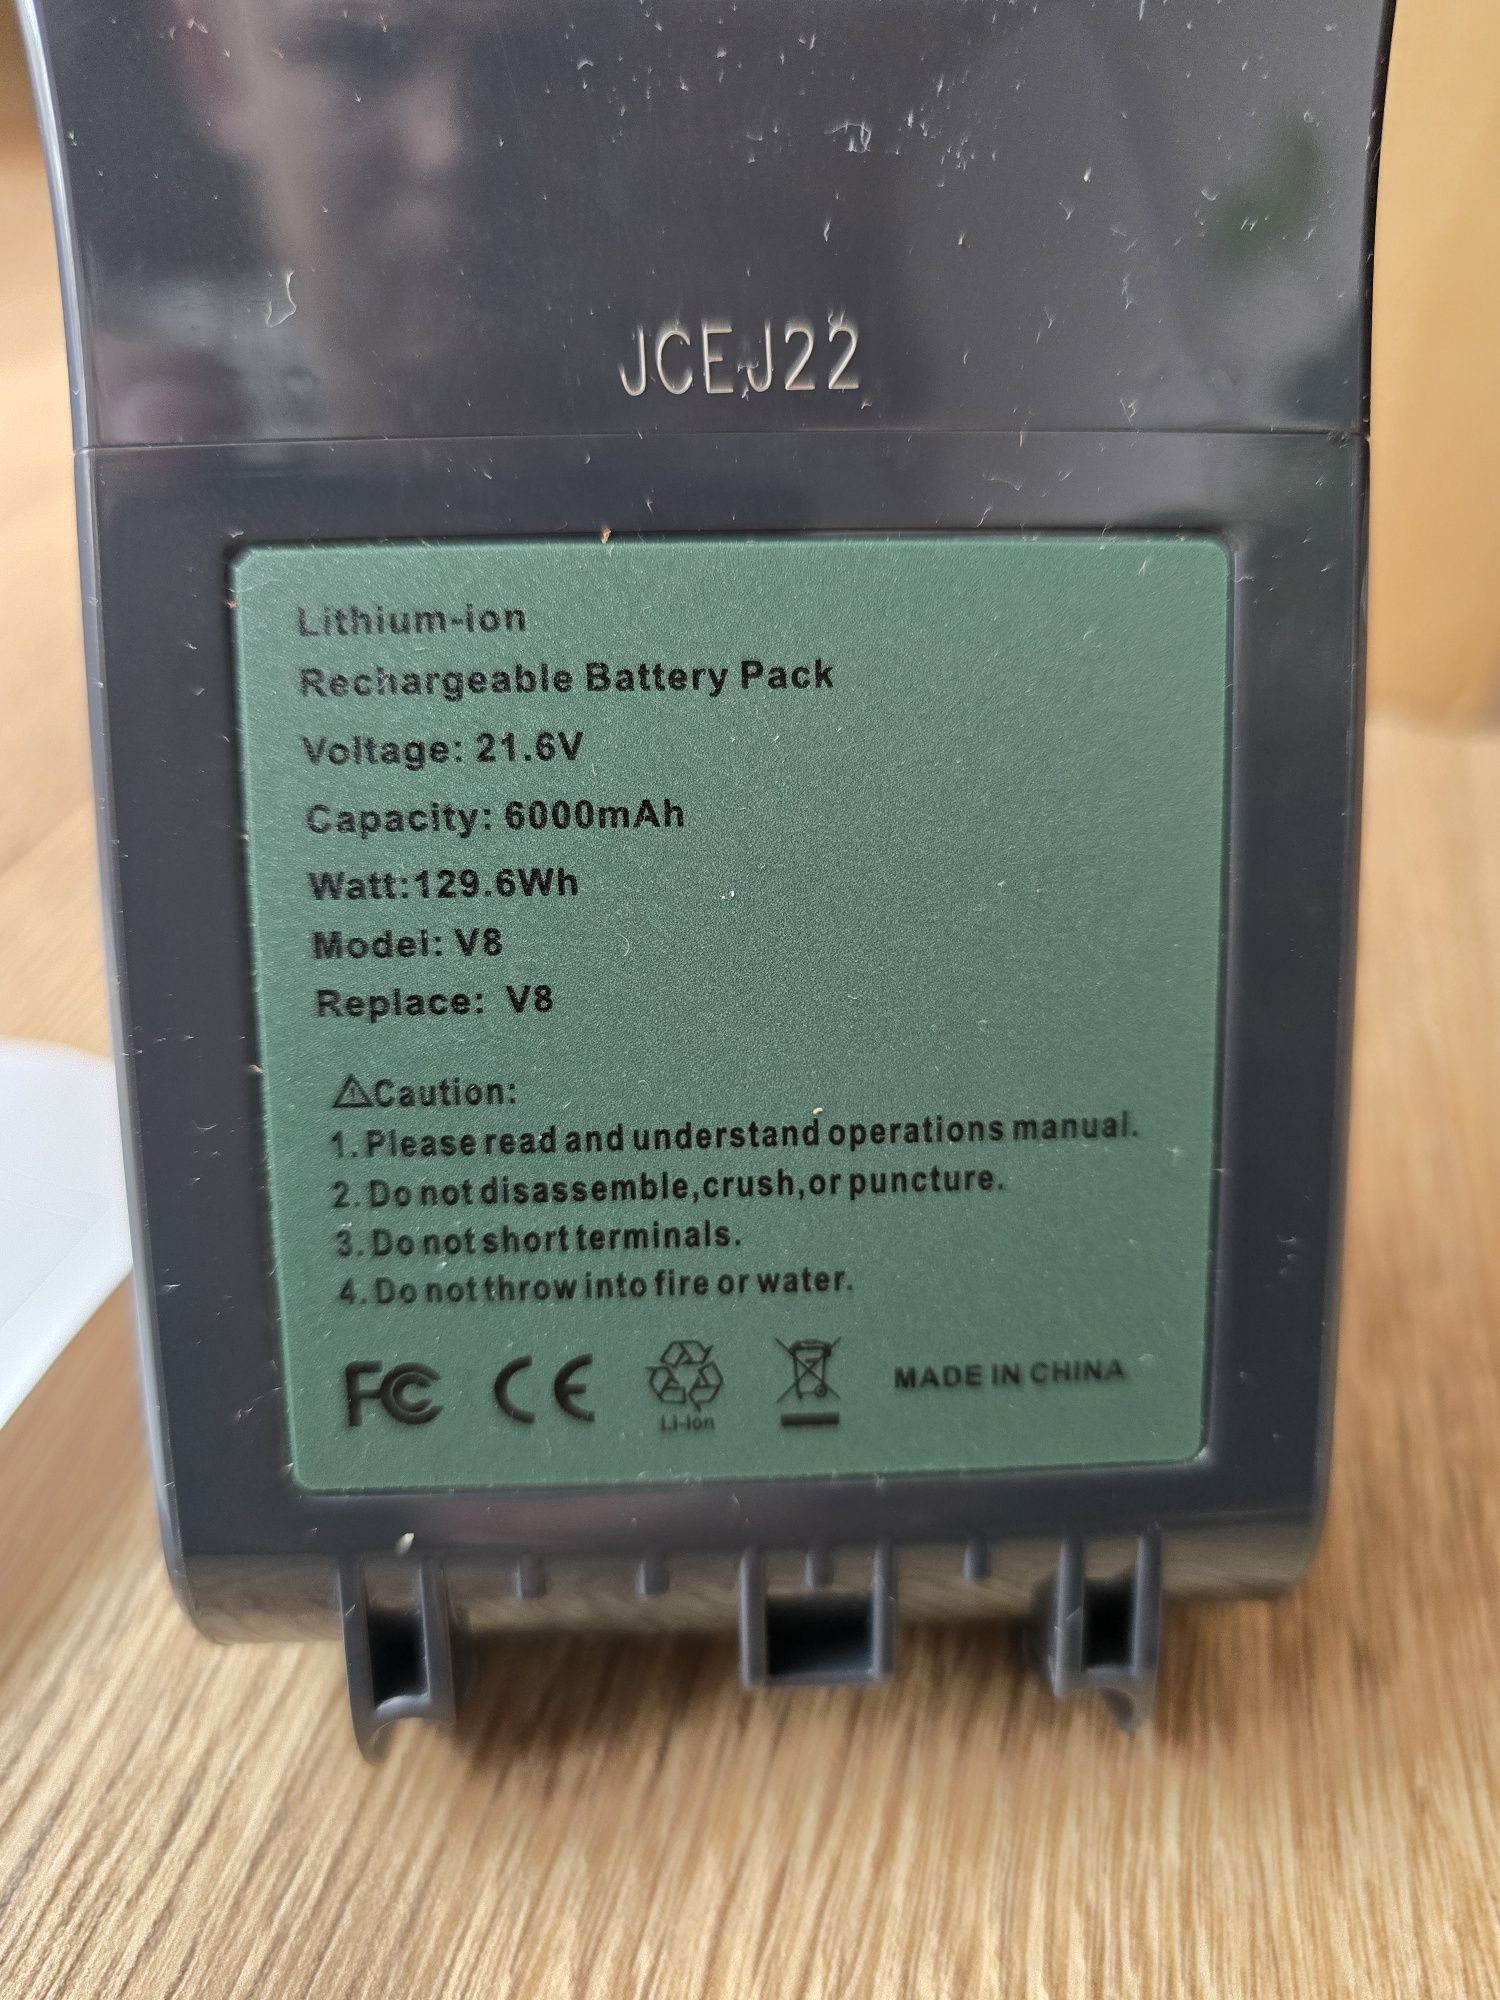 JCEJ22
Lithium-ion
Rechargeable Battery Pack
Voltage: 21.6V
Capacity: 6000mAh
Watt:129.6Wh
Model: V8
Replace: V8
⚠Caution:
1. Please read and understand operations manual.
2. Do not disassemble,crush,or puncture.
3. Do not short terminals.
4. Do not throw into fire or water.
FC CE Li-Ion MADE IN CHINA